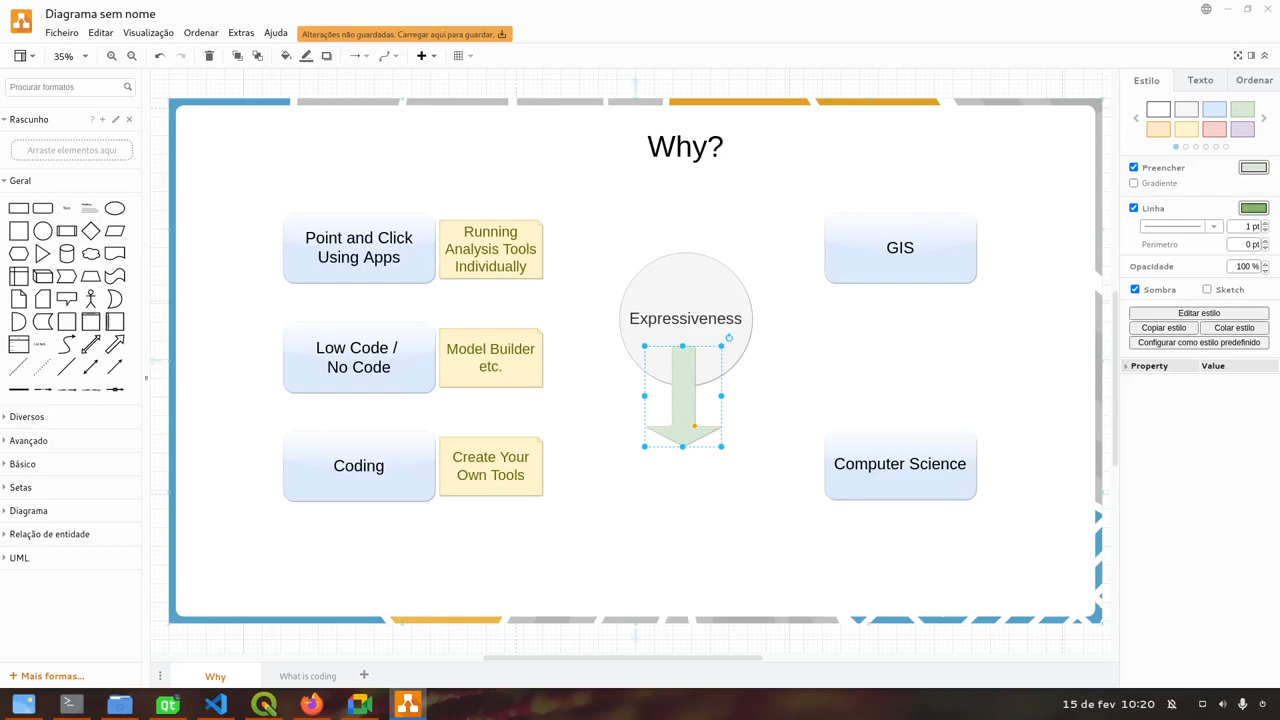 Diagrama sem nome
Ficheiro Editar Visualização Ordenar Extras Ajuda Alterações não guardadas. Carregar aqui para guardar.
35%
Procurar formatos
Rascunho
?
Arraste elementos aqui
Geral
Diversos
Avançado
Básico
Setas
Diagrama
Relação de entidade
UML
+ Mais formas...
Why?
Point and Click
Using Apps
Running
Analysis Tools
Individually
Low Code /
No Code
Model Builder
etc.
Coding
Create Your
Own Tools
Expressiveness
GIS
Computer Science
Why
What is coding
Estilo Texto Ordenar
Preencher
Gradiente
Linha
1 pt
Perímetro 0 pt
Opacidade 100 %
Sombra Sketch
Editar estilo
Copiar estilo Colar estilo
Configurar como estilo predefinido
Property Value
Qt
15 de fev 10:20